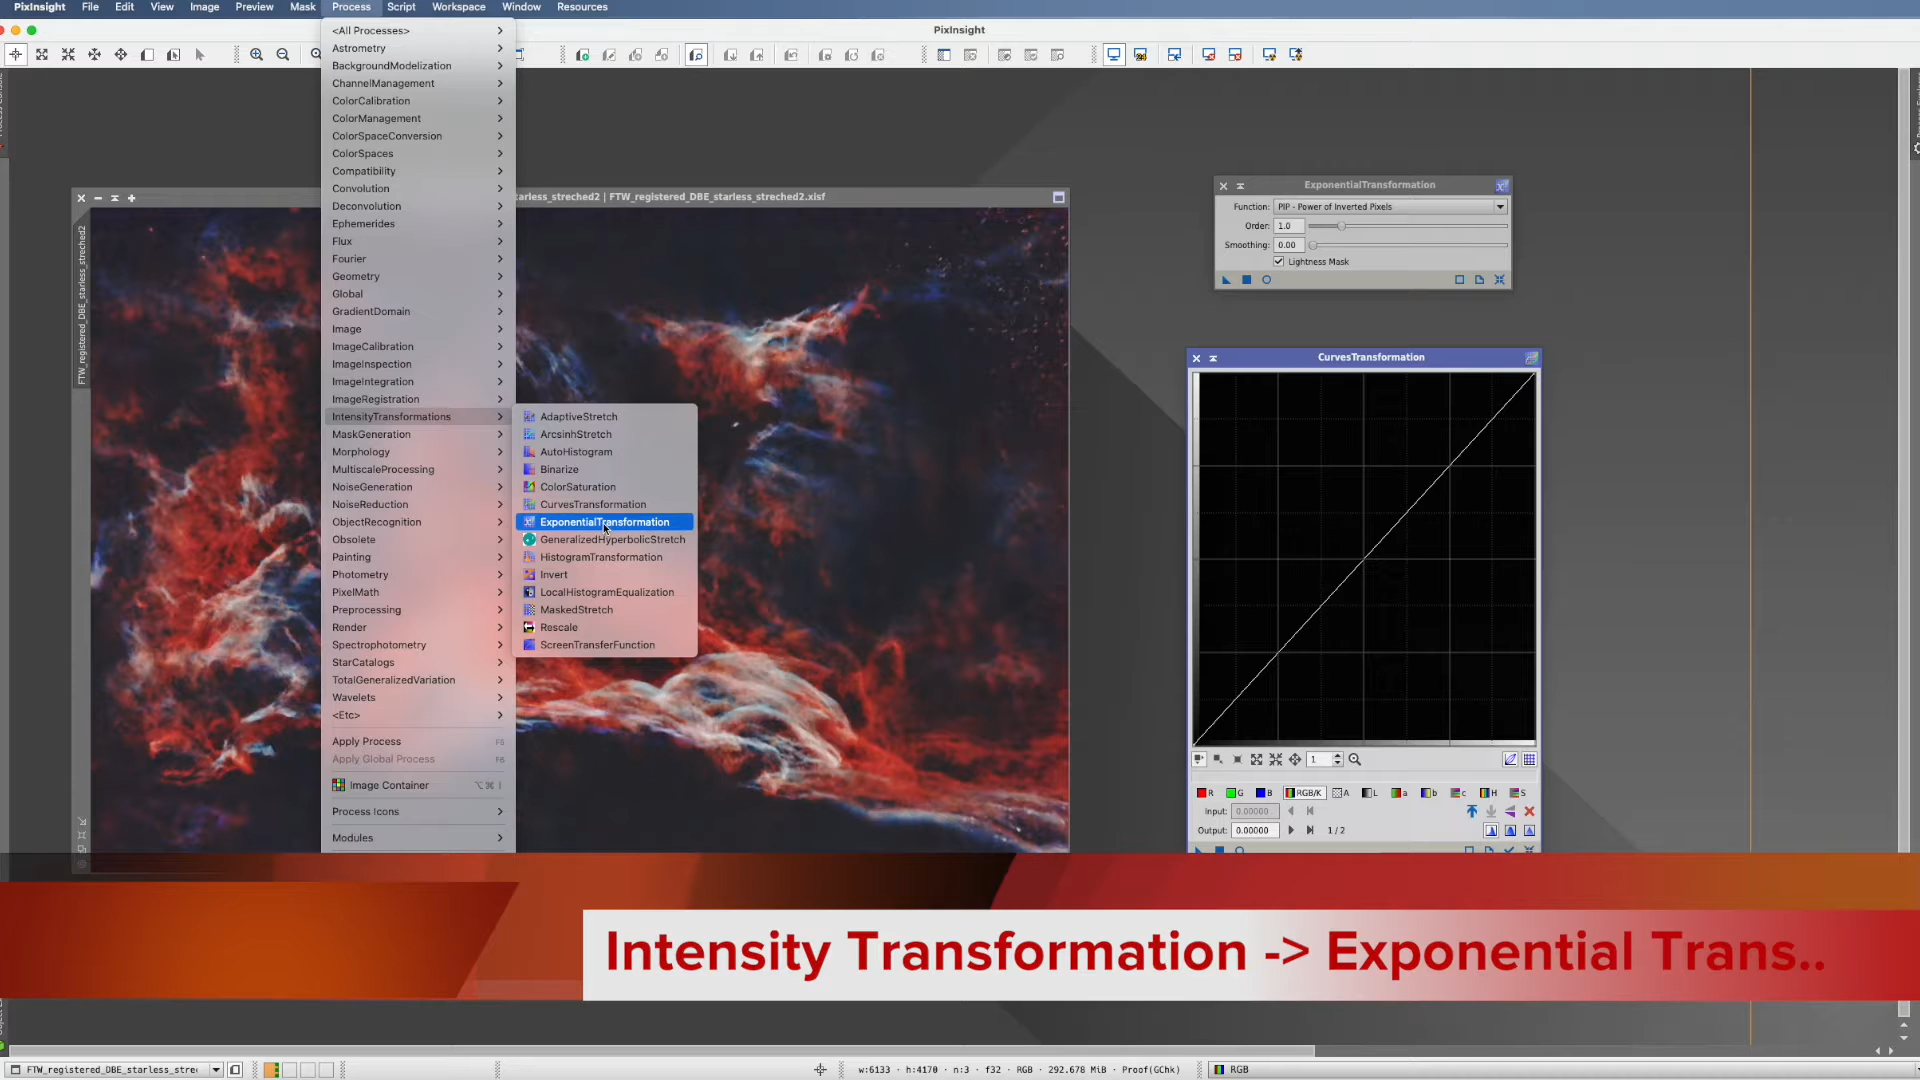 PixInsight File Edit View Image Preview Mask Process Script Workspace Window Resources
PixInsight
<All Processes>
Astrometry
BackgroundModelization
ChannelManagement
ColorCalibration
ColorManagement
ColorSpaceConversion
ColorSpaces
Compatibility
Convolution
Deconvolution
Ephemerides
Flux
Fourier
Geometry
Global
GradientDomain
Image
ImageCalibration
ImageInspection
ImageIntegration
ImageRegistration
IntensityTransformations
MaskGeneration
Morphology
MultiscaleProcessing
NoiseGeneration
NoiseReduction
ObjectRecognition
Obsolete
Painting
Photometry
PixelMath
Preprocessing
Render
Spectrophotometry
StarCatalogs
TotalGeneralizedVariation
Wavelets
<Etc>
Apply Process F5
Apply Global Process F6
Image Container ⌥⌘ I
Process Icons
Modules
AdaptiveStretch
ArcsinhStretch
AutoHistogram
Binarize
ColorSaturation
CurvesTransformation
ExponentialTransformation
GeneralizedHyperbolicStretch
HistogramTransformation
Invert
LocalHistogramEqualization
MaskedStretch
Rescale
ScreenTransferFunction
starless_streched2 | FTW_registered_DBE_starless_streched2.xisf
FTW_registered_DBE_starless_streched2
ExponentialTransformation
Function: PIP - Power of Inverted Pixels
Order: 1.0
Smoothing: 0.00
Lightness Mask
CurvesTransformation
1
R G B RGB/K A L a b c H S
Input: 0.00000
Output: 0.00000 1 / 2
Intensity Transformation -> Exponential Trans..
FTW_registered_DBE_starless_strec
w:6133 · h:4170 · n:3 · f32 · RGB · 292.678 MiB · Proof(GChk)
RGB